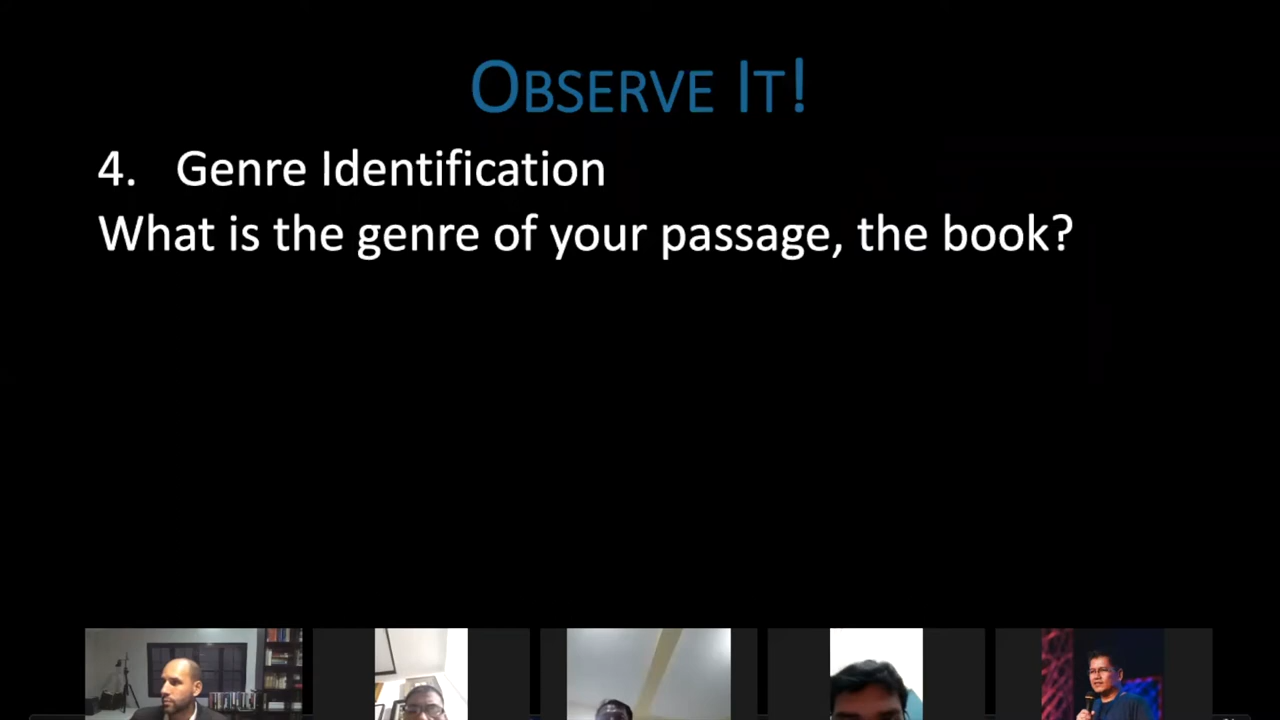 OBSERVE IT!
4. Genre Identification
What is the genre of your passage, the book?